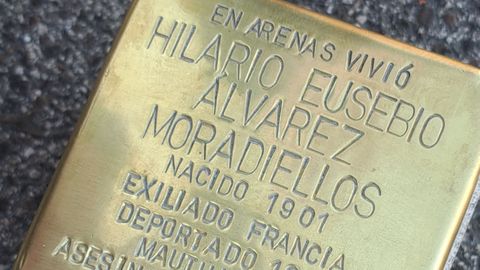 EN ARENAS VIVIÓ
HILARIO EUSEBIO
ÁLVAREZ
MORADIELLOS
NACIDO 1901
EXILIADO FRANCIA
DEPORTADO